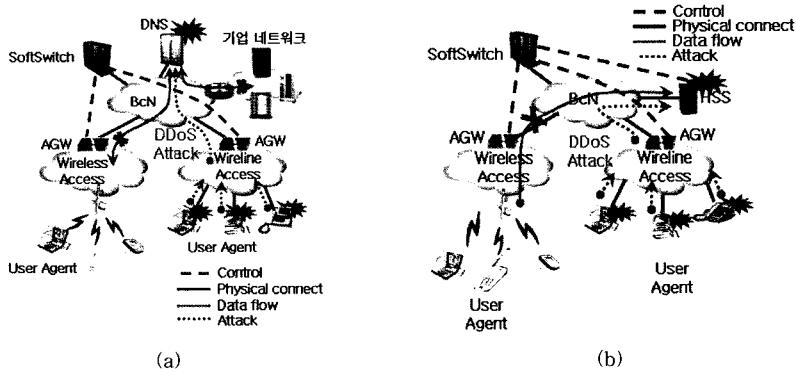 DNS
기업 네트워크
SoftSwitch
BcN
DDoS
Attack
AGW
AGW
Wireless
Access
Wireline
Access
User Agent
User Agent
Control
Physical connect
Data flow
Attack
(a)
Control
Physical connect
Data flow
Attack
SoftSwitch
BcN
HSS
AGW
DDoS
Attack
AGW
Wireless
Access
Wireline
Access
User
Agent
User
Agent
(b)